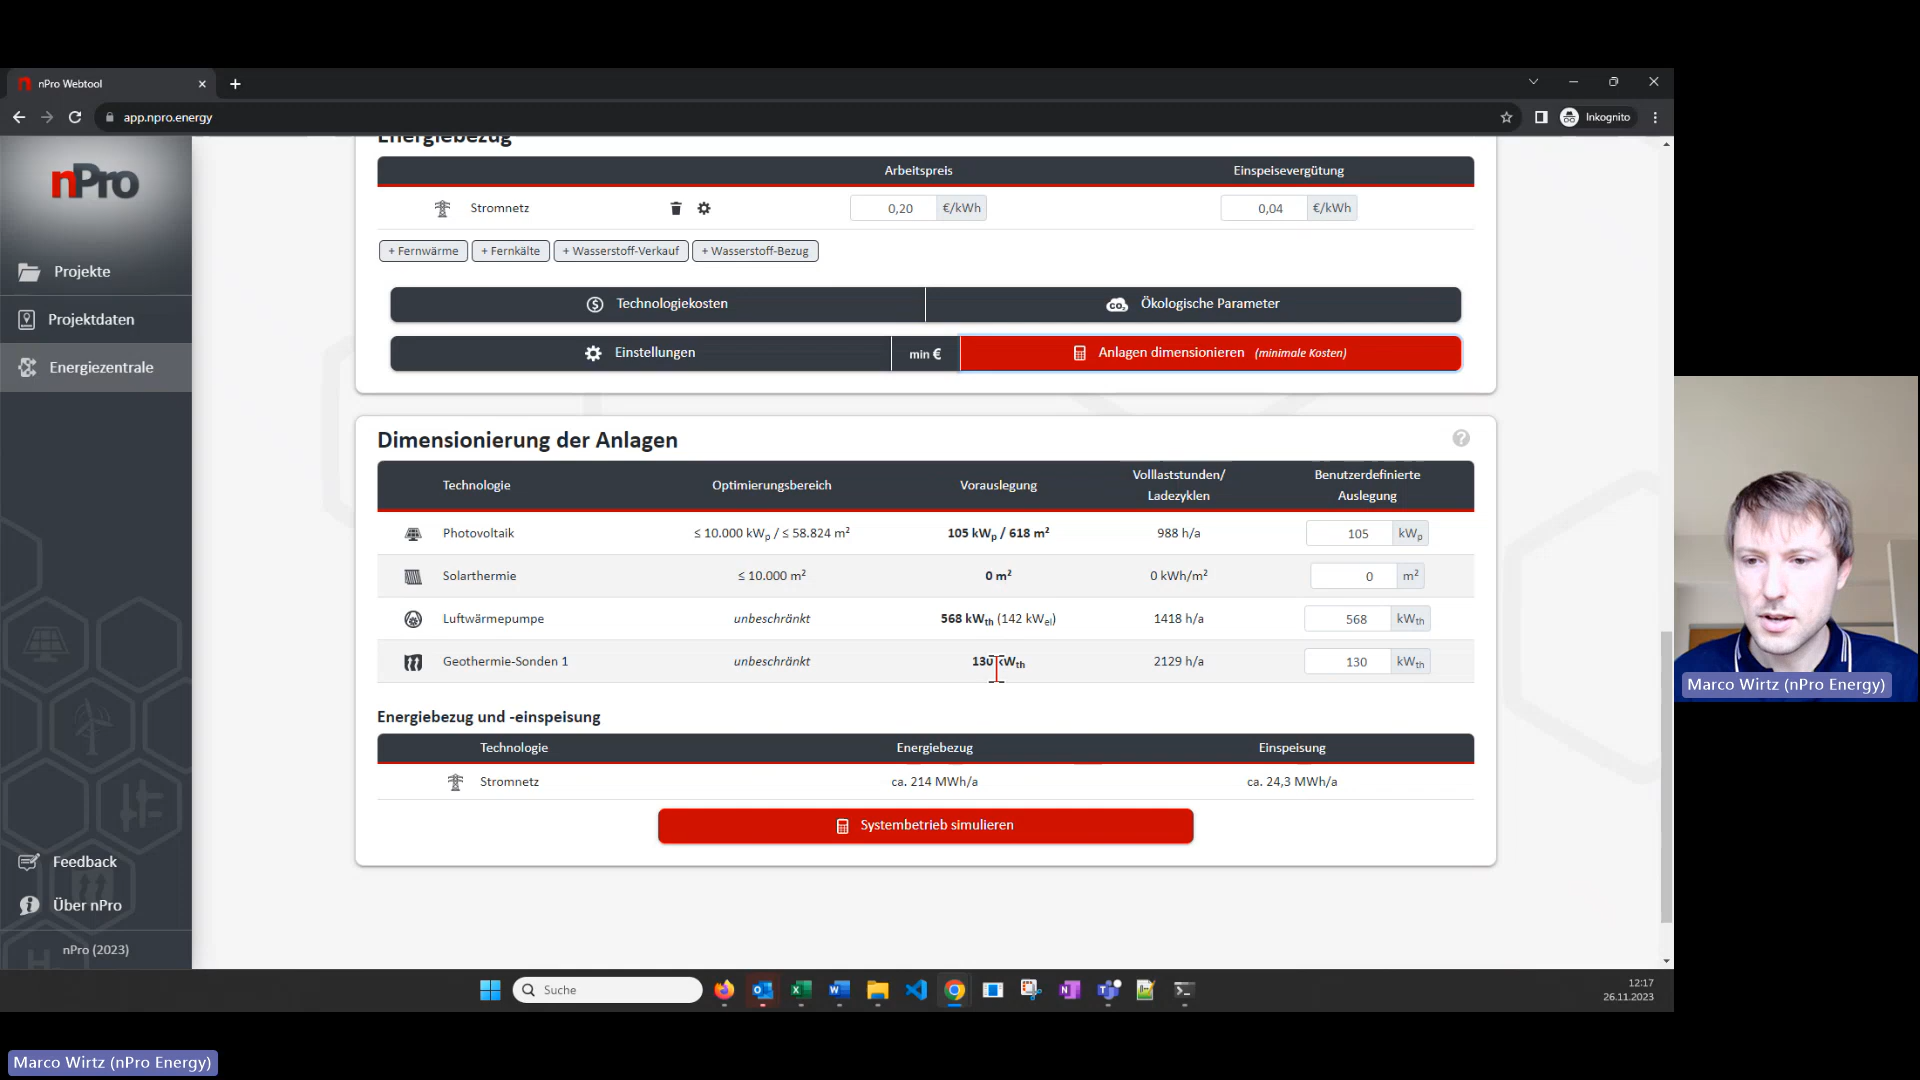 nPro Webtool
app.npro.energy
Inkognito
nPro
Projekte
Projektdaten
Energiezentrale
Feedback
Über nPro
nPro (2023)
Energiebezug
Arbeitspreis Einspeisevergütung
Stromnetz 0,20 €/kWh 0,04 €/kWh
+ Fernwärme + Fernkälte + Wasserstoff-Verkauf + Wasserstoff-Bezug
Technologiekosten CO2 Ökologische Parameter
Einstellungen min € Anlagen dimensionieren (minimale Kosten)
Dimensionierung der Anlagen ?
Technologie Optimierungsbereich Vorauslegung Volllaststunden/ Ladezyklen Benutzerdefinierte Auslegung
Photovoltaik ≤ 10.000 kWp / ≤ 58.824 m² 105 kWp / 618 m² 988 h/a 105 kWp
Solarthermie ≤ 10.000 m² 0 m² 0 kWh/m² 0 m²
Luftwärmepumpe unbeschränkt 568 kWth (142 kWel) 1418 h/a 568 kWth
Geothermie-Sonden 1 unbeschränkt 130 kWth 2129 h/a 130 kWth
Energiebezug und -einspeisung
Technologie Energiebezug Einspeisung
Stromnetz ca. 214 MWh/a ca. 24,3 MWh/a
Systembetrieb simulieren
Marco Wirtz (nPro Energy)
Suche
12:17
26.11.2023
Marco Wirtz (nPro Energy)